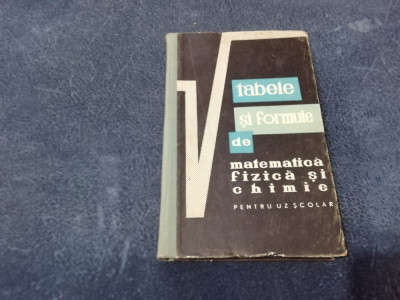 tabele
și formule
de
matematică
fizică și
chimie
PENTRU UZ ȘCOLAR